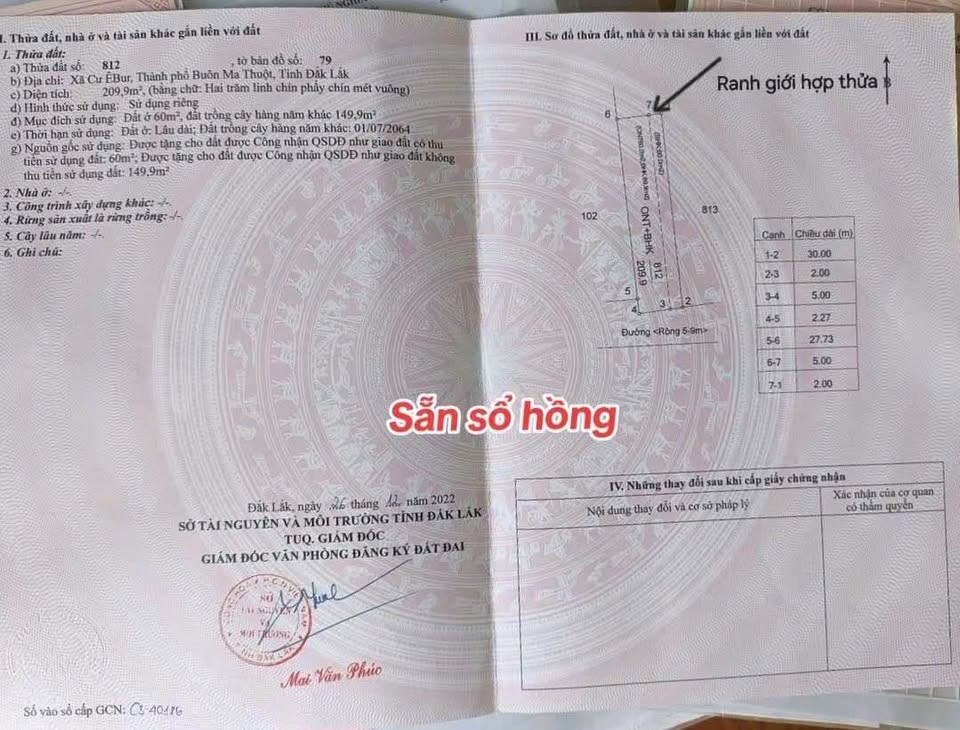 I. Thửa đất, nhà ở và tài sản khác gắn liền với đất
1. Thửa đất:
a) Thửa đất số: 812 , tờ bản đồ số: 79
b) Địa chỉ: Xã Cư ÊBur, Thành phố Buôn Ma Thuột, Tỉnh Đắk Lắk
c) Diện tích: 209,9m², (bằng chữ: Hai trăm linh chín phẩy chín mét vuông)
d) Hình thức sử dụng: Sử dụng riêng
đ) Mục đích sử dụng: Đất ở 60m², đất trồng cây hàng năm khác 149,9m²
e) Thời hạn sử dụng: Đất ở: Lâu dài; Đất trồng cây hàng năm khác: 01/07/2064
g) Nguồn gốc sử dụng: Được tặng cho đất được Công nhận QSDĐ như giao đất có thu
tiền sử dụng đất: 60m²; Được tặng cho đất được Công nhận QSDĐ như giao đất không
thu tiền sử dụng đất: 149,9m²
2. Nhà ở: -/-
3. Công trình xây dựng khác: -/-
4. Rừng sản xuất là rừng trồng: -/-
5. Cây lâu năm: -/-
6. Ghi chú:
Đắk Lắk, ngày 26 tháng 12 năm 2022
SỞ TÀI NGUYÊN VÀ MÔI TRƯỜNG TỈNH ĐẮK LẮK
TUQ. GIÁM ĐỐC
GIÁM ĐỐC VĂN PHÒNG ĐĂNG KÝ ĐẤT ĐAI
SỞ
TÀI NGUYÊN
VÀ
MÔI TRƯỜNG
TỈNH ĐẮK LẮK
Mai Văn Phúc
Số vào sổ cấp GCN: CS-40186
Sẵn sổ hồng
III. Sơ đồ thửa đất, nhà ở và tài sản khác gắn liền với đất
Ranh giới hợp thửa
B
6
7
102
813
ONT+BHK 209.9
812
5
4
3
2
Đường <Rộng 5-9m>
Cạnh Chiều dài (m)
1-2 30.00
2-3 2.00
3-4 5.00
4-5 2.27
5-6 27.73
6-7 5.00
7-1 2.00
IV. Những thay đổi sau khi cấp giấy chứng nhận
Nội dung thay đổi và cơ sở pháp lý
Xác nhận của cơ quan
có thẩm quyền